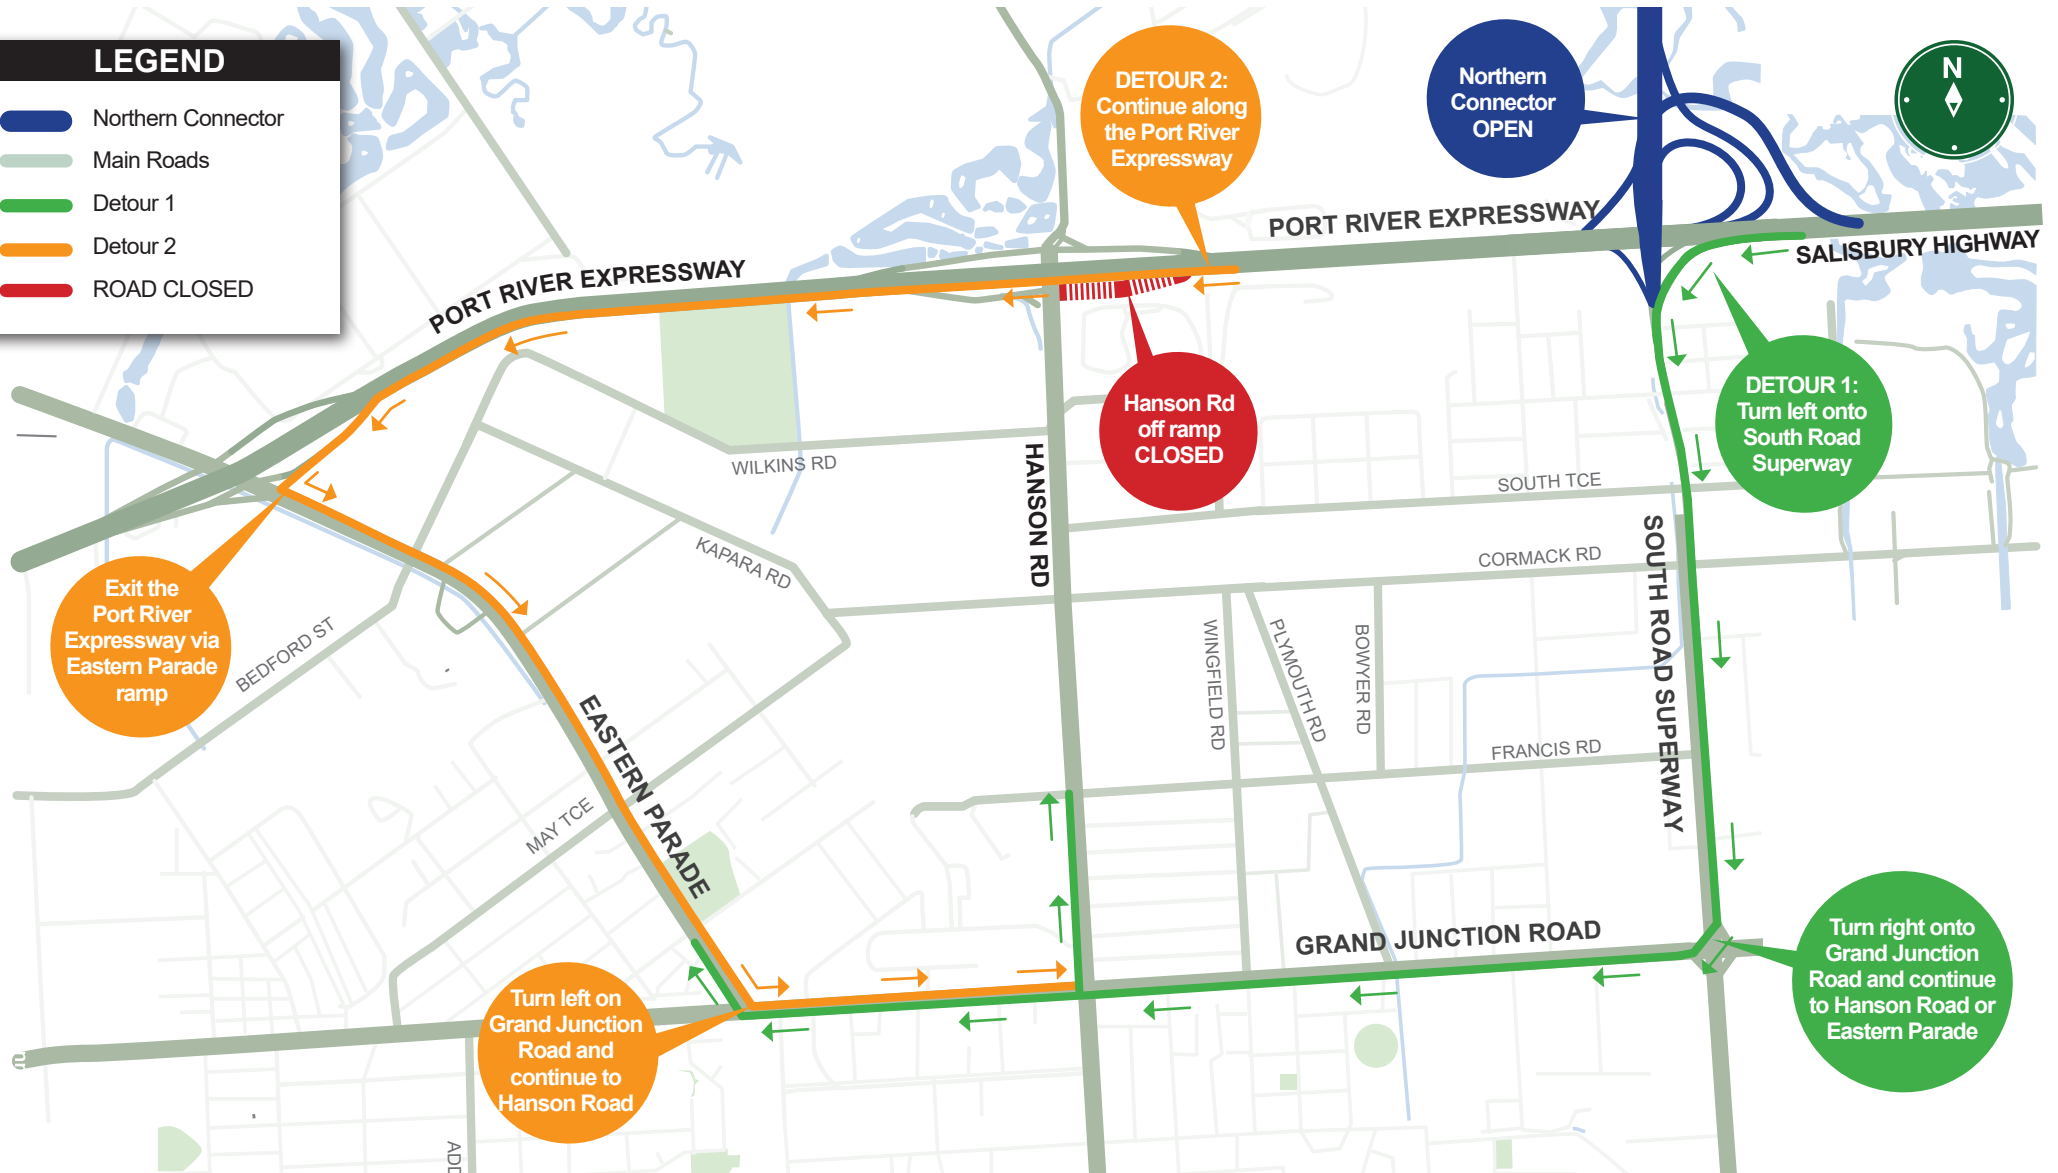 LEGEND
Northern Connector
Main Roads
Detour 1
Detour 2
ROAD CLOSED
DETOUR 2:
Continue along
the Port River
Expressway
Northern
Connector
OPEN
N
PORT RIVER EXPRESSWAY
SALISBURY HIGHWAY
PORT RIVER EXPRESSWAY
Hanson Rd
off ramp
CLOSED
DETOUR 1:
Turn left onto
South Road
Superway
WILKINS RD
HANSON RD
SOUTH TCE
KAPARA RD
CORMACK RD
SOUTH ROAD SUPERWAY
Exit the
Port River
Expressway via
Eastern Parade
ramp
BEDFORD ST
WINGFIELD RD
PLYMOUTH RD
BOWYER RD
EASTERN PARADE
FRANCIS RD
MAY TCE
GRAND JUNCTION ROAD
Turn right onto
Grand Junction
Road and continue
to Hanson Road or
Eastern Parade
Turn left on
Grand Junction
Road and
continue to
Hanson Road
ADD